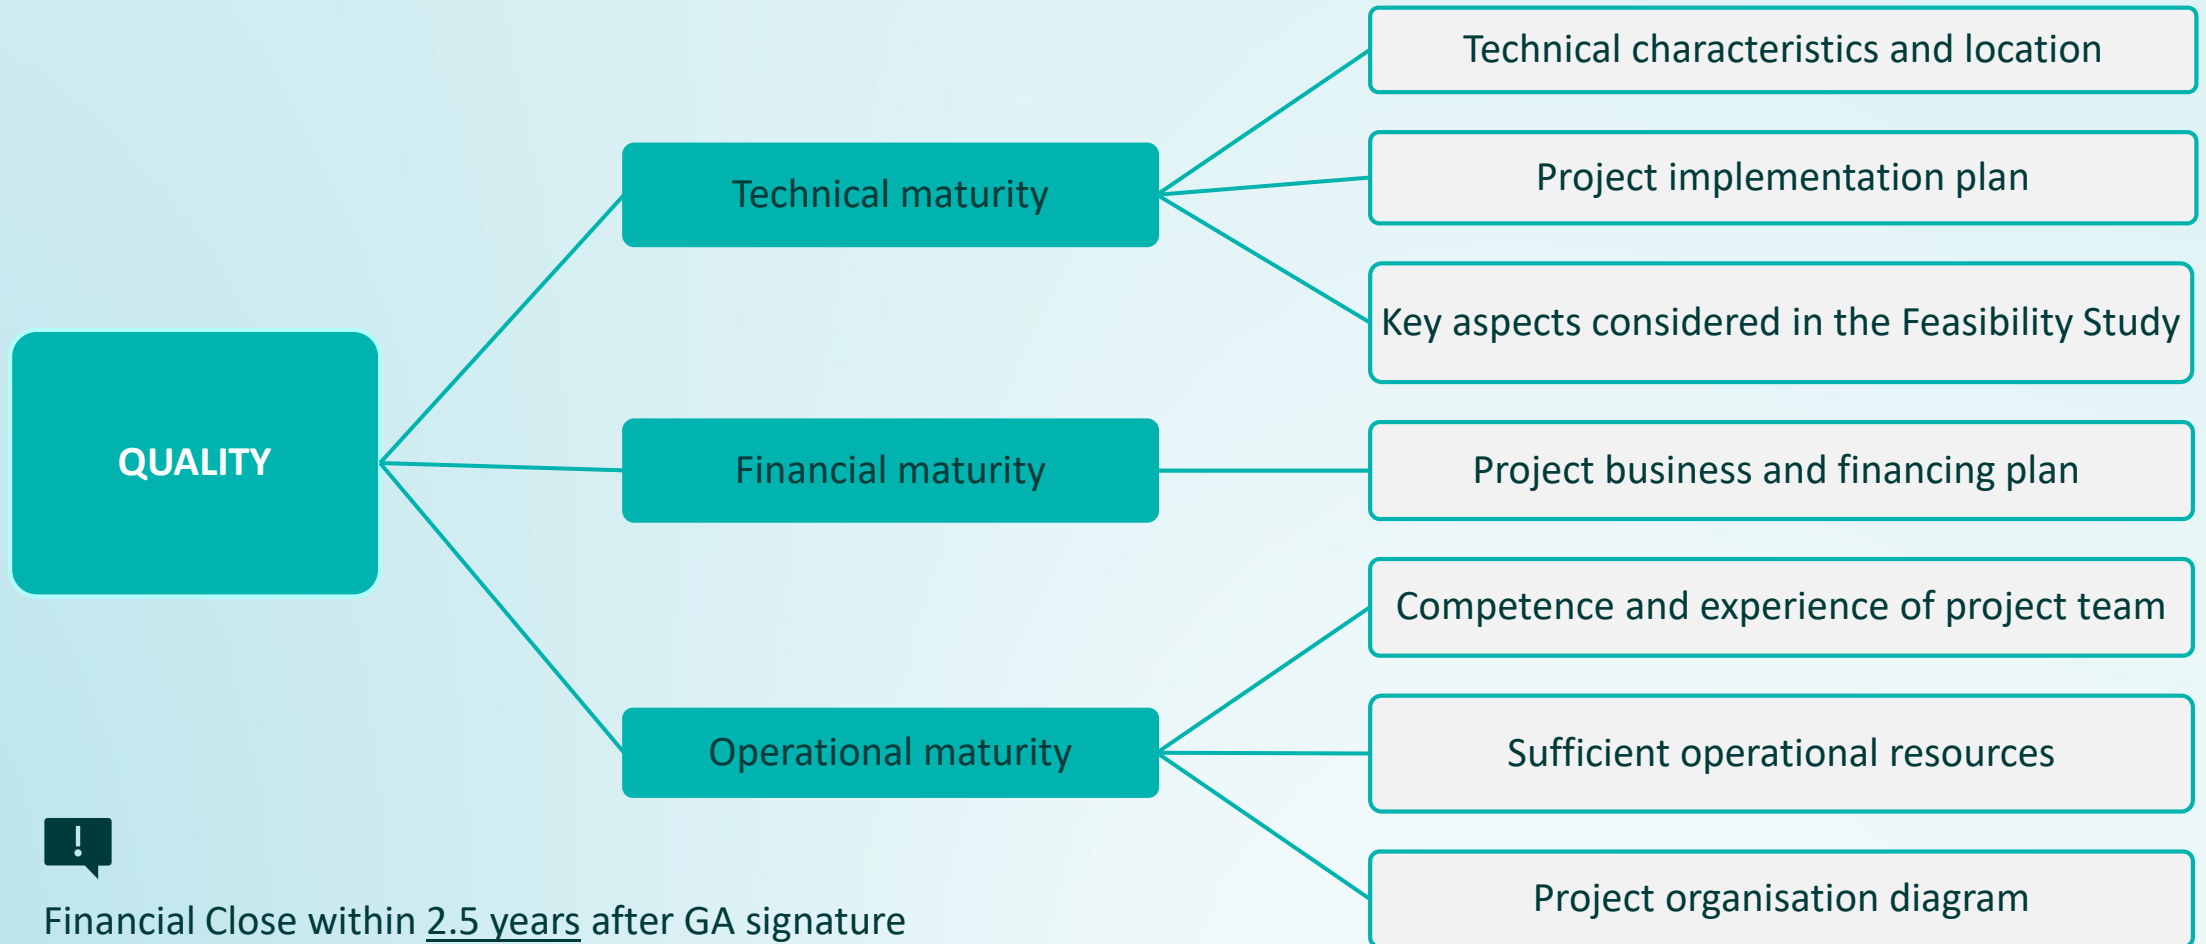 QUALITY
Technical maturity
Technical characteristics and location
Project implementation plan
Key aspects considered in the Feasibility Study
Financial maturity
Project business and financing plan
Operational maturity
Competence and experience of project team
Sufficient operational resources
Project organisation diagram
!
Financial Close within 2.5 years after GA signature